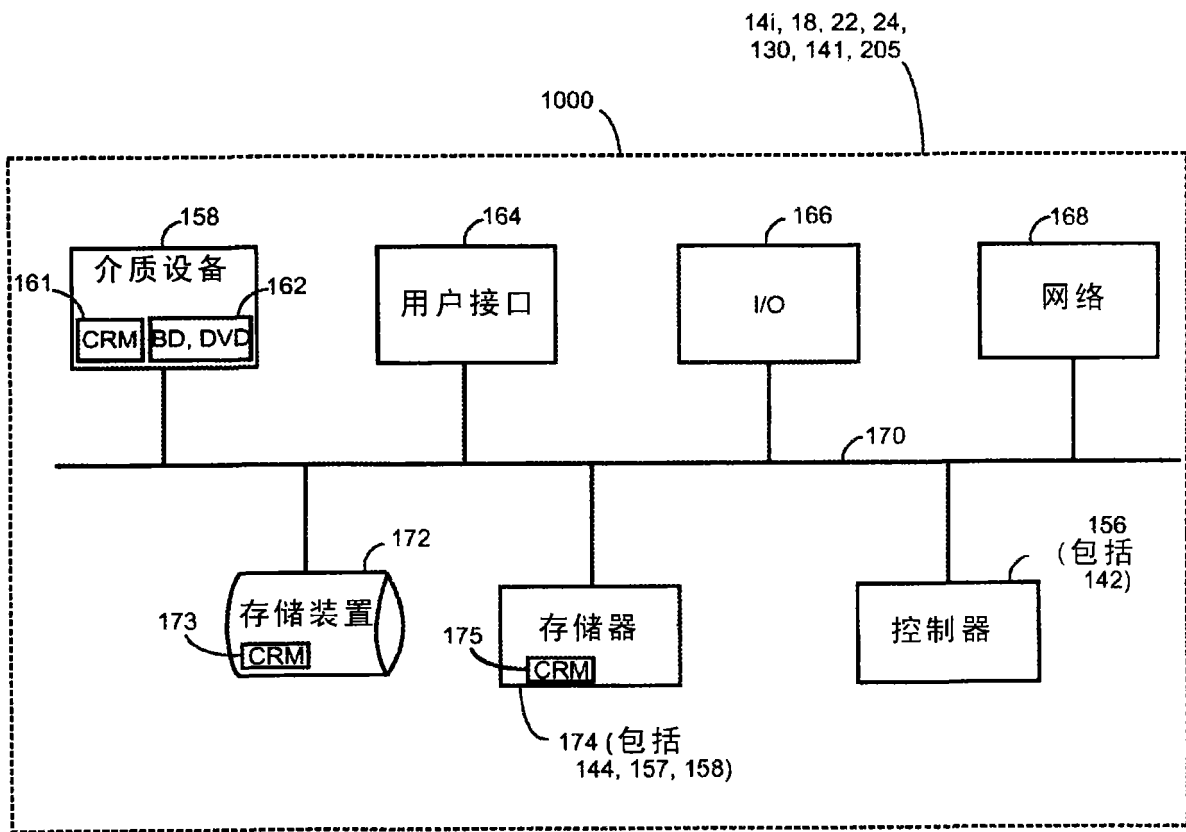 14i, 18, 22, 24,
130, 141, 205
1000
158
164
166
168
介质设备
161
162
CRM
BD, DVD
用户接口
I/O
网络
170
172
156
(包括
142)
存储装置
173
CRM
存储器
175
CRM
控制器
174 (包括
144, 157, 158)